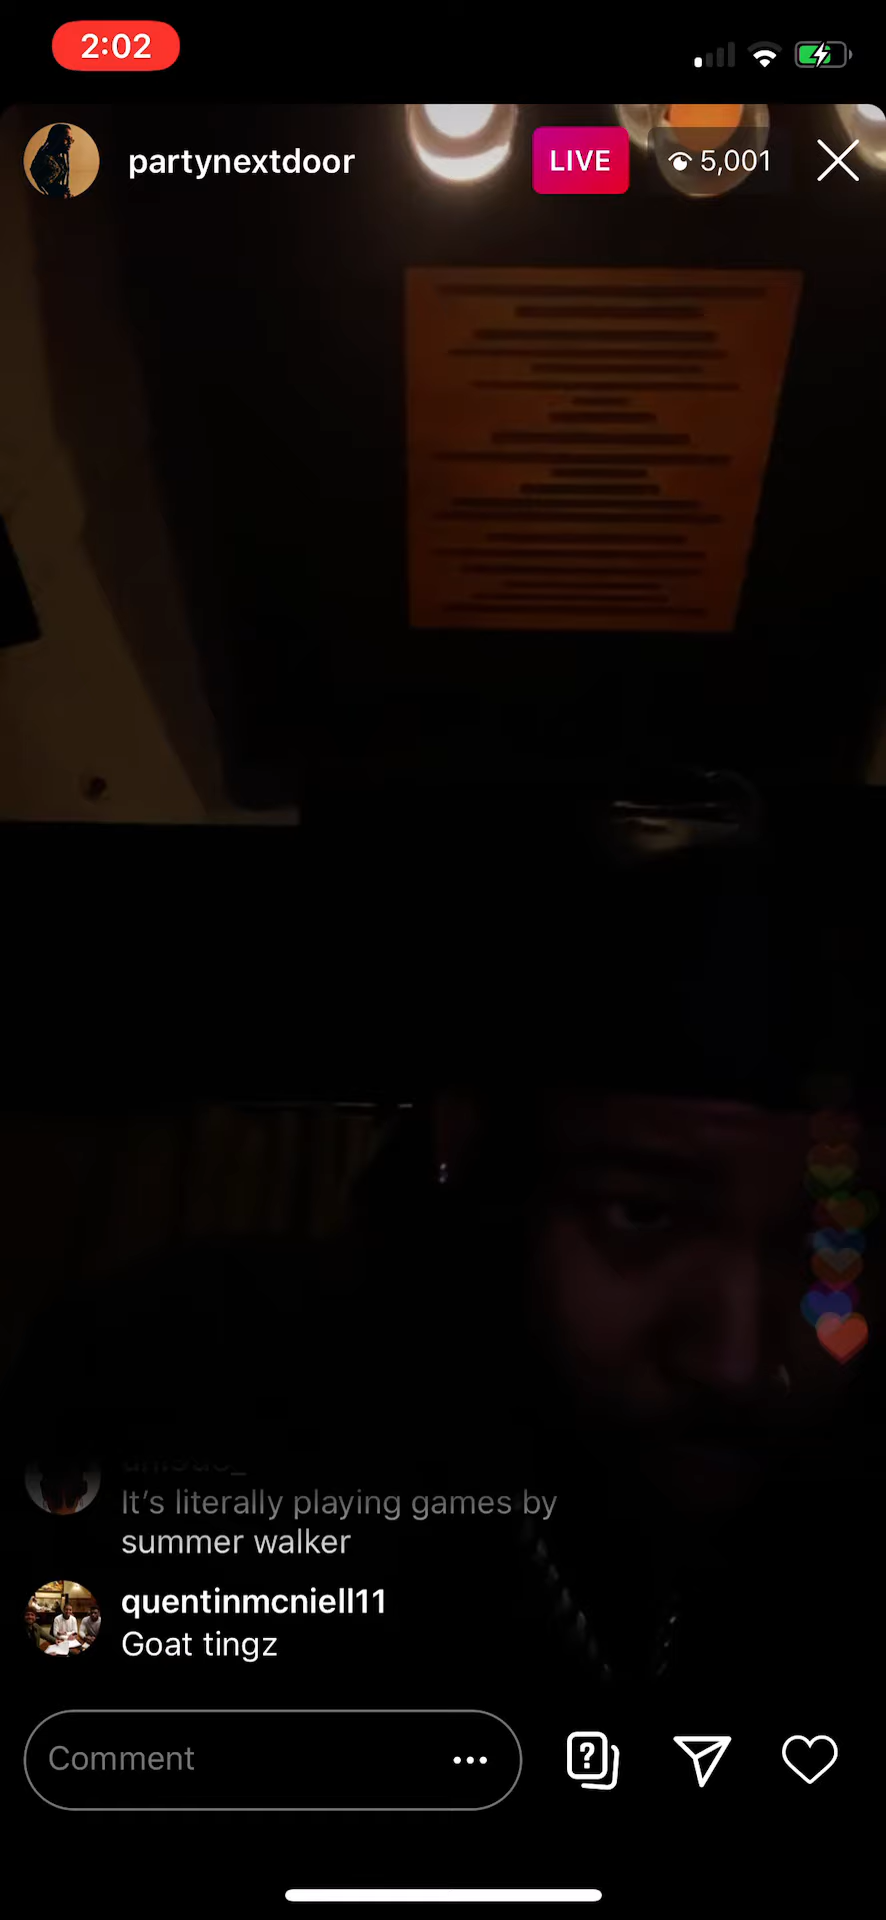 2:02
partynextdoor
LIVE
5,001
It's literally playing games by
summer walker
quentinmcniell11
Goat tingz
Comment